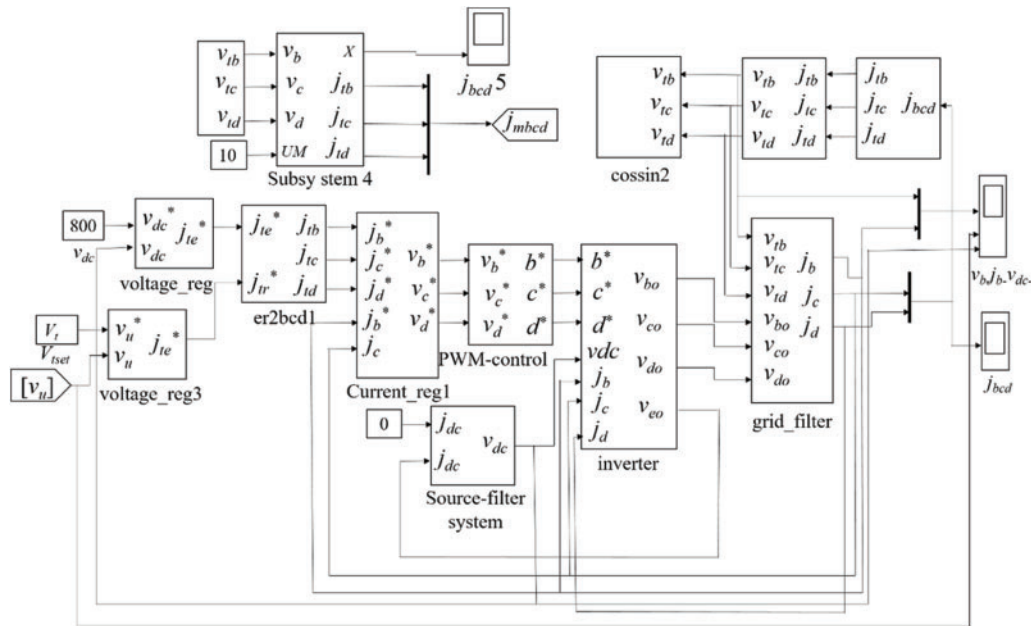 v_tb v_b X
v_tc v_c j_tb
v_td v_d j_tc
10 UM j_td
Subsy stem 4
j_bcd 5
j_mbcd
v_tb v_tb j_tb j_tb
v_tc v_tc j_tc j_tc j_bcd
v_td v_td j_td j_td
cossin2
800 v_dc* j_te*
v_dc v_dc
voltage_reg
j_te* j_tb
j_tc
j_tr* j_td
er2bcd1
V_t v_u* j_te*
V_tset v_u
[v_u]
voltage_reg3
j_b* v_b*
j_c*
j_d* v_c*
j_b* v_d*
j_c
Current_reg1
v_b* b*
v_c* c*
v_d* d*
PWM-control
0 j_dc v_dc
j_dc
Source-filter
system
b* v_bo
c*
d* v_co
vdc
j_b v_do
j_c
j_d v_eo
inverter
v_tb
v_tc j_b
v_td j_c
v_bo j_d
v_co
v_do
grid_filter
v_b,j_b-v_dc-
j_bcd